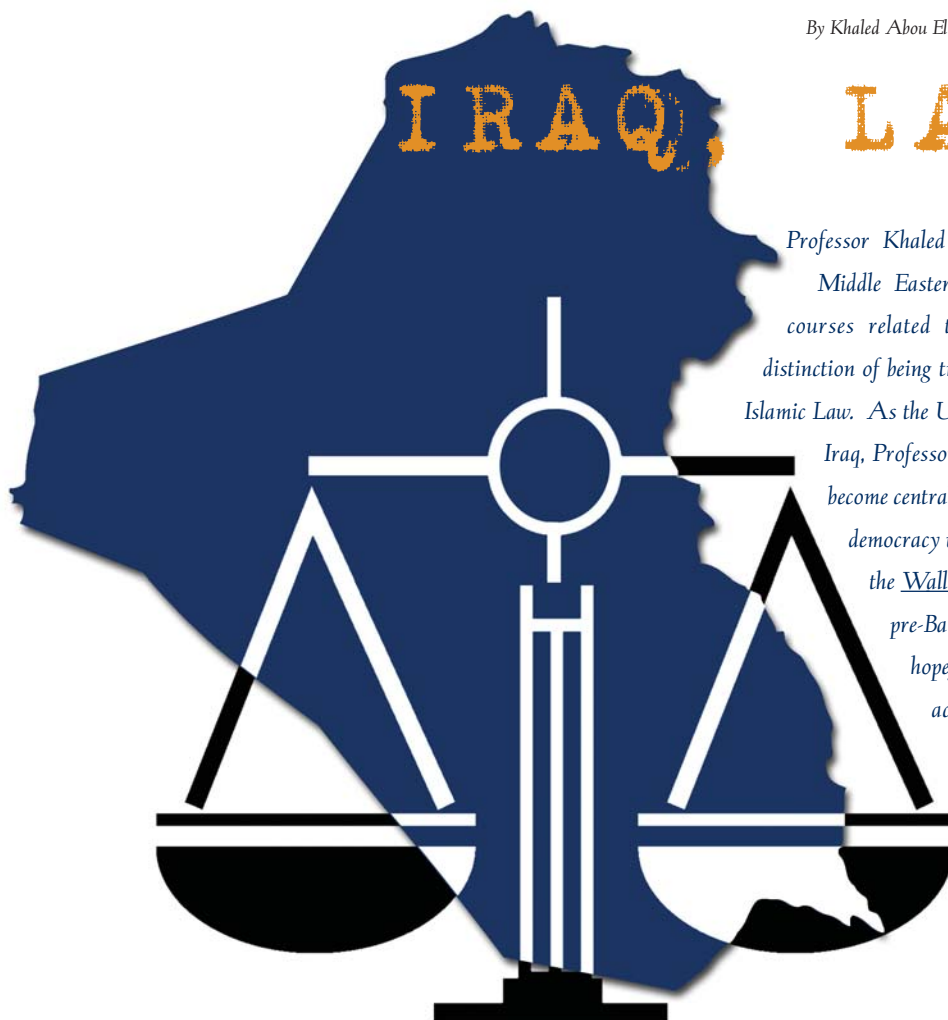 By Khaled Abou El
IRAQ, LA
Professor Khaled
Middle Easter
courses related t
distinction of being t
Islamic Law. As the U
Iraq, Professo
become centra
democracy
the Wall
pre-Ba
hope
ac